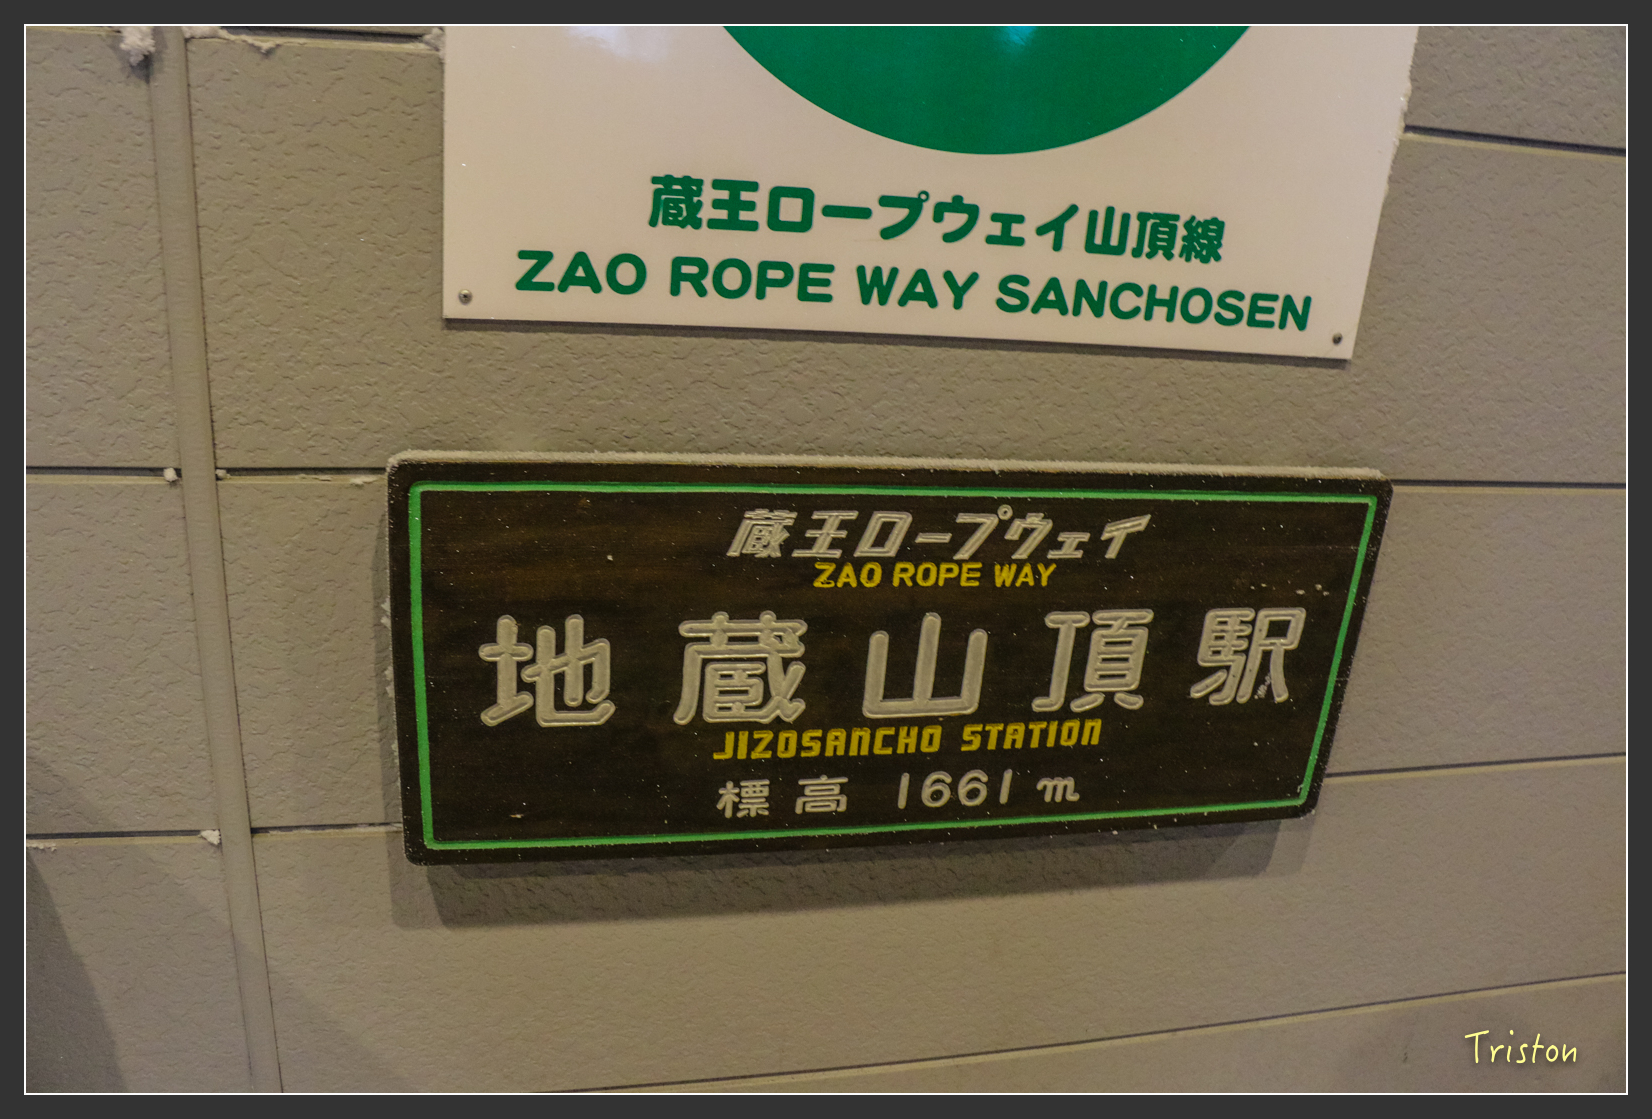 蔵王ロープウェイ山頂線
ZAO ROPE WAY SANCHOSEN
蔵王ロープウェイ
ZAO ROPE WAY
地蔵山頂駅
JIZOSANCHO STATION
標高 1661m
Triston